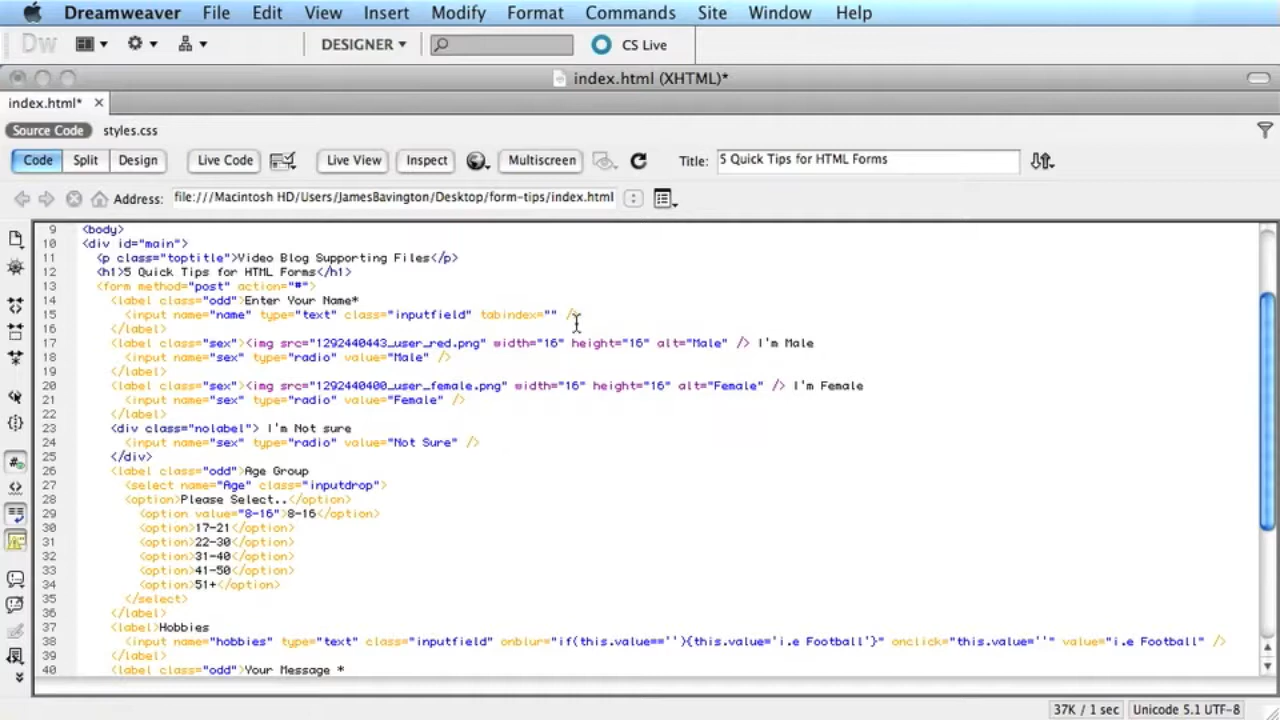 Dreamweaver File Edit View Insert Modify Format Commands Site Window Help
Dw DESIGNER CS Live
index.html (XHTML)*
index.html*
Source Code styles.css
Code Split Design Live Code Live View Inspect Multiscreen Title: 5 Quick Tips for HTML Forms
Address: file:///Macintosh HD/Users/JamesBavington/Desktop/form-tips/index.html
9 <body>
10 <div id="main">
11 <p class="toptitle">Video Blog Supporting Files</p>
12 <h1>5 Quick Tips for HTML Forms</h1>
13 <form method="post" action="#">
14 <label class="odd">Enter Your Name*
15 <input name="name" type="text" class="inputfield" tabindex="" />
16 </label>
17 <label class="sex"><img src="1292440443_user_red.png" width="16" height="16" alt="Male" /> I'm Male
18 <input name="sex" type="radio" value="Male" />
19 </label>
20 <label class="sex"><img src="1292440400_user_female.png" width="16" height="16" alt="Female" /> I'm Female
21 <input name="sex" type="radio" value="Female" />
22 </label>
23 <div class="nolabel"> I'm Not sure
24 <input name="sex" type="radio" value="Not Sure" />
25 </div>
26 <label class="odd">Age Group
27 <select name="Age" class="inputdrop">
28 <option>Please Select..</option>
29 <option value="8-16">8-16</option>
30 <option>17-21</option>
31 <option>22-30</option>
32 <option>31-40</option>
33 <option>41-50</option>
34 <option>51+</option>
35 </select>
36 </label>
37 <label>Hobbies
38 <input name="hobbies" type="text" class="inputfield" onblur="if(this.value==''){this.value='i.e Football'}" onclick="this.value=''" value="i.e Football" />
39 </label>
40 <label class="odd">Your Message *
37K / 1 sec Unicode 5.1 UTF-8